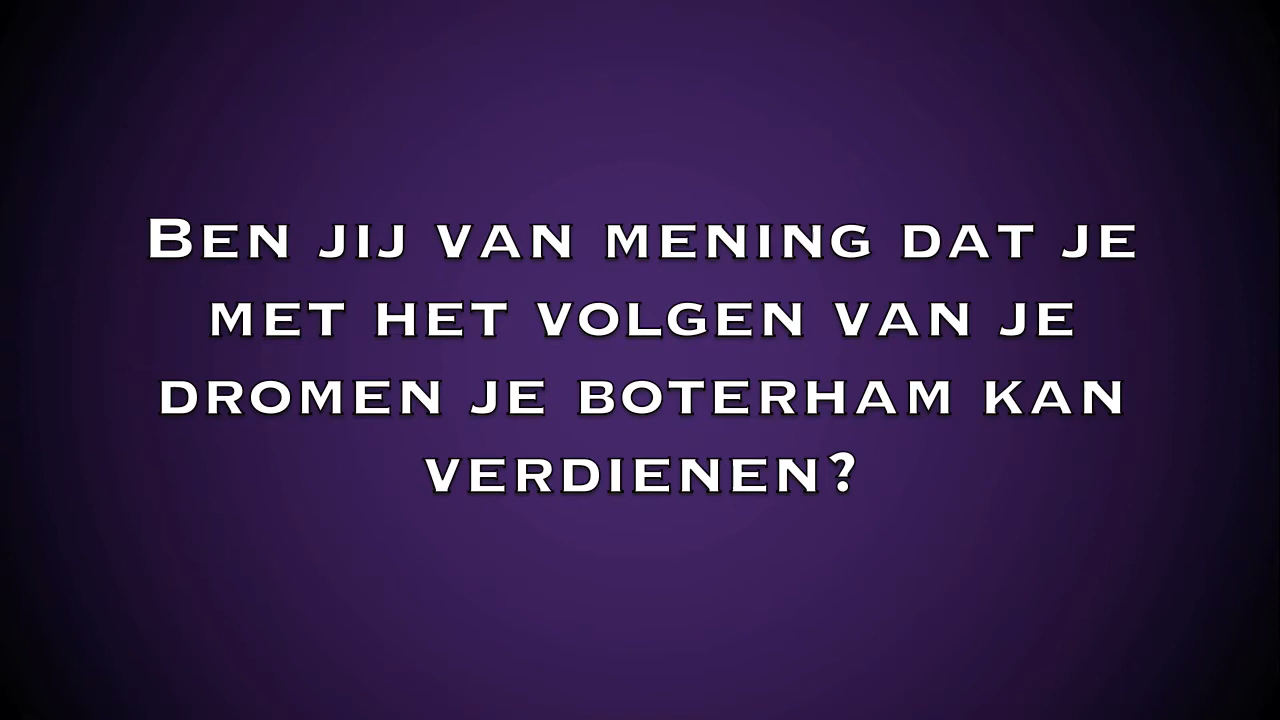 Ben jij van mening dat je
met het volgen van je
dromen je boterham kan
verdienen?